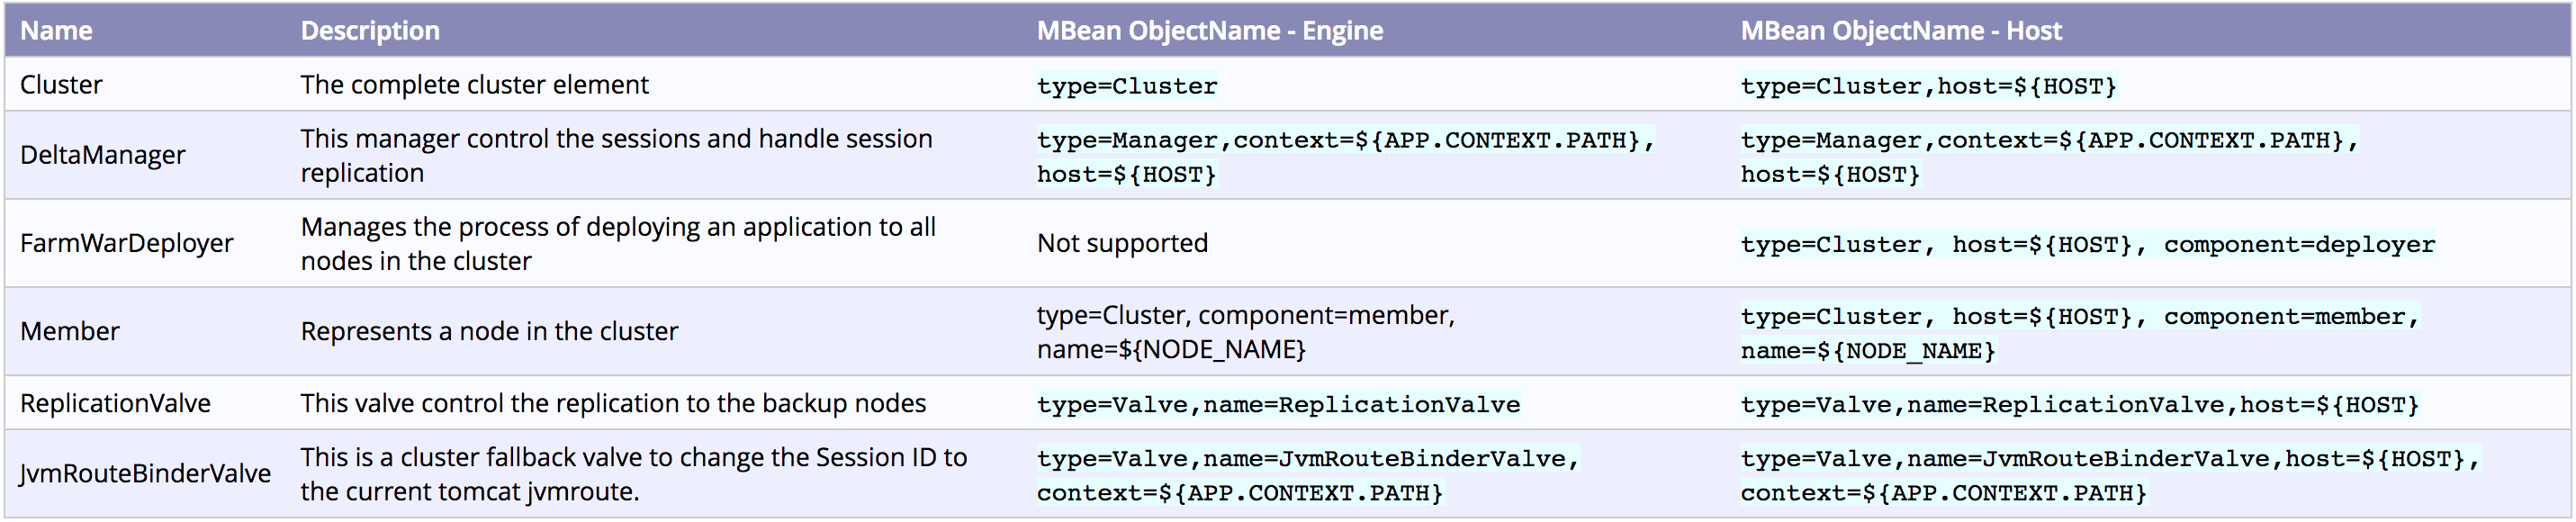 Name Description MBean ObjectName - Engine MBean ObjectName - Host
Cluster The complete cluster element type=Cluster type=Cluster,host=${HOST}
DeltaManager
This manager control the sessions and handle session
replication
type=Manager,context=${APP.CONTEXT.PATH},
host=${HOST}
type=Manager,context=${APP.CONTEXT.PATH},
host=${HOST}
FarmWarDeployer
Manages the process of deploying an application to all
nodes in the cluster
Not supported
type=Cluster, host=${HOST}, component=deployer
Member
Represents a node in the cluster
type=Cluster, component=member,
name=${NODE_NAME}
type=Cluster, host=${HOST}, component=member,
name=${NODE_NAME}
ReplicationValve This valve control the replication to the backup nodes type=Valve,name=ReplicationValve type=Valve,name=ReplicationValve,host=${HOST}
JvmRouteBinderValve
This is a cluster fallback valve to change the Session ID to
the current tomcat jvmroute.
type=Valve,name=JvmRouteBinderValve,
context=${APP.CONTEXT.PATH}
type=Valve,name=JvmRouteBinderValve,host=${HOST},
context=${APP.CONTEXT.PATH}